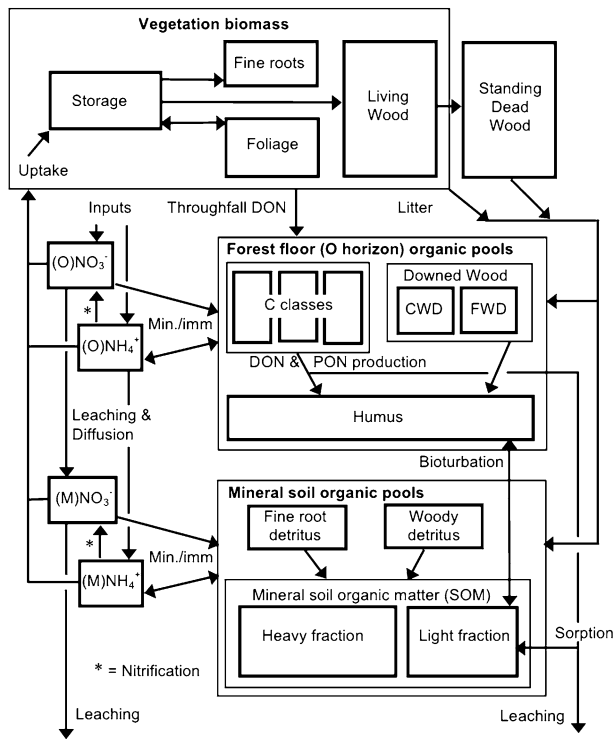 Vegetation biomass
Fine roots
Storage
Living
Wood
Standing
Dead
Wood
Foliage
Uptake
Inputs
Throughfall DON
Litter
(O)NO₃⁻
Forest floor (O horizon) organic pools
Downed Wood
C classes
CWD
FWD
*
Min./imm
(O)NH₄⁺
DON & PON production
Humus
Leaching &
Diffusion
Bioturbation
(M)NO₃⁻
Mineral soil organic pools
Fine root
detritus
Woody
detritus
*
Min./imm
(M)NH₄⁺
Mineral soil organic matter (SOM)
Heavy fraction
Light fraction
Sorption
* = Nitrification
Leaching
Leaching